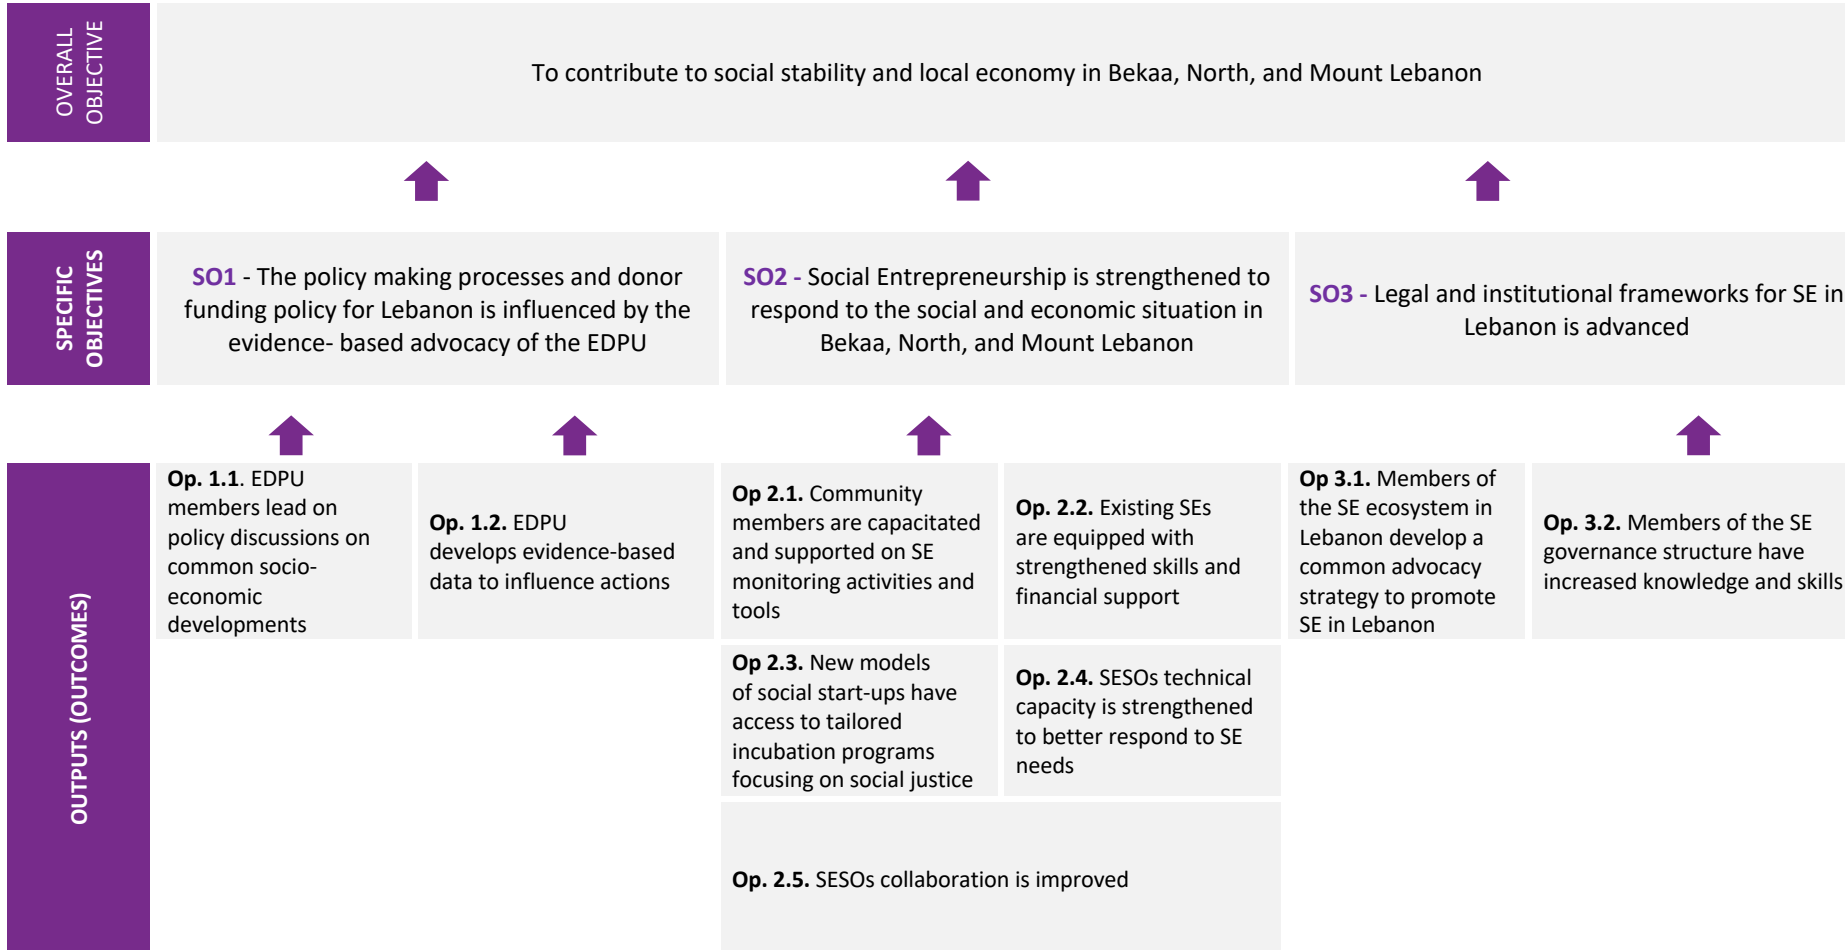 OVERALL
OBJECTIVE
To contribute to social stability and local economy in Bekaa, North, and Mount Lebanon
SPECIFIC
OBJECTIVES
SO1 - The policy making processes and donor
funding policy for Lebanon is influenced by the
evidence- based advocacy of the EDPU
SO2 - Social Entrepreneurship is strengthened to
respond to the social and economic situation in
Bekaa, North, and Mount Lebanon
SO3 - Legal and institutional frameworks for SE in
Lebanon is advanced
OUTPUTS (OUTCOMES)
Op. 1.1. EDPU
members lead on
policy discussions on
common socio-
economic
developments
Op. 1.2. EDPU
develops evidence-based
data to influence actions
Op 2.1. Community
members are capacitated
and supported on SE
monitoring activities and
tools
Op. 2.2. Existing SEs
are equipped with
strengthened skills and
financial support
Op 3.1. Members of
the SE ecosystem in
Lebanon develop a
common advocacy
strategy to promote
SE in Lebanon
Op. 3.2. Members of the SE
governance structure have
increased knowledge and skills
Op 2.3. New models
of social start-ups have
access to tailored
incubation programs
focusing on social justice
Op. 2.4. SESOs technical
capacity is strengthened
to better respond to SE
needs
Op. 2.5. SESOs collaboration is improved